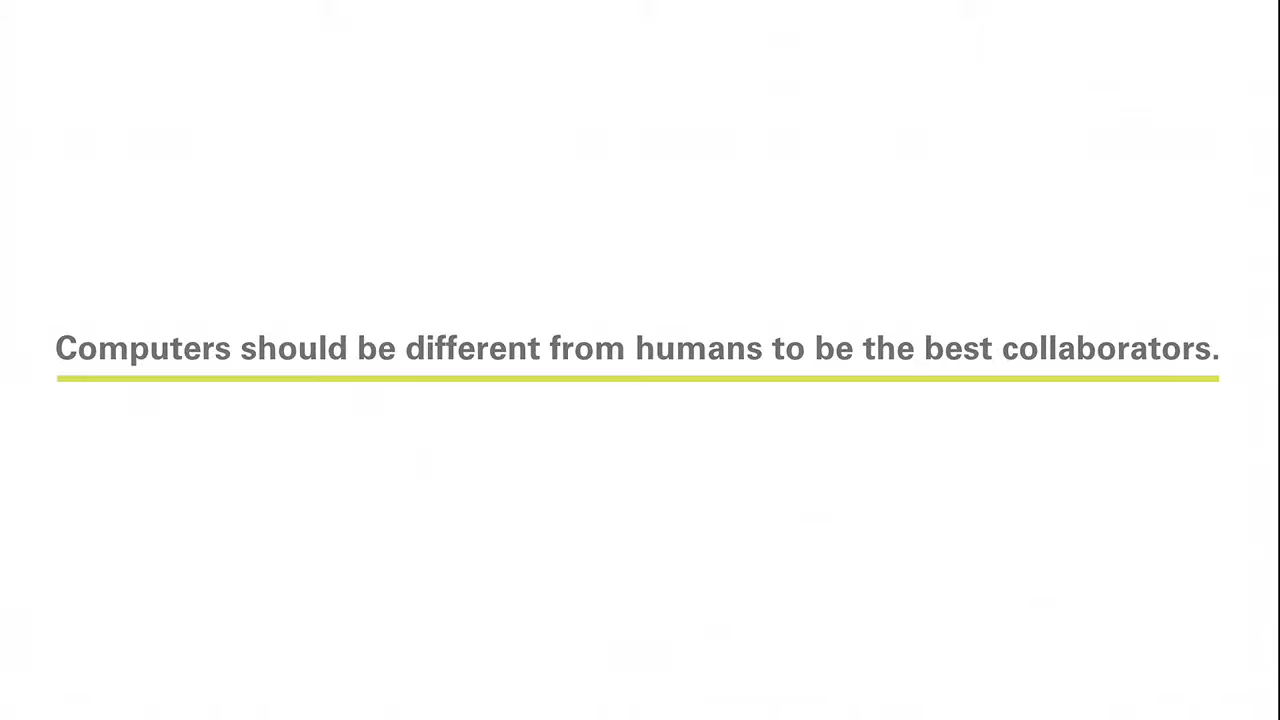 Computers should be different from humans to be the best collaborators.